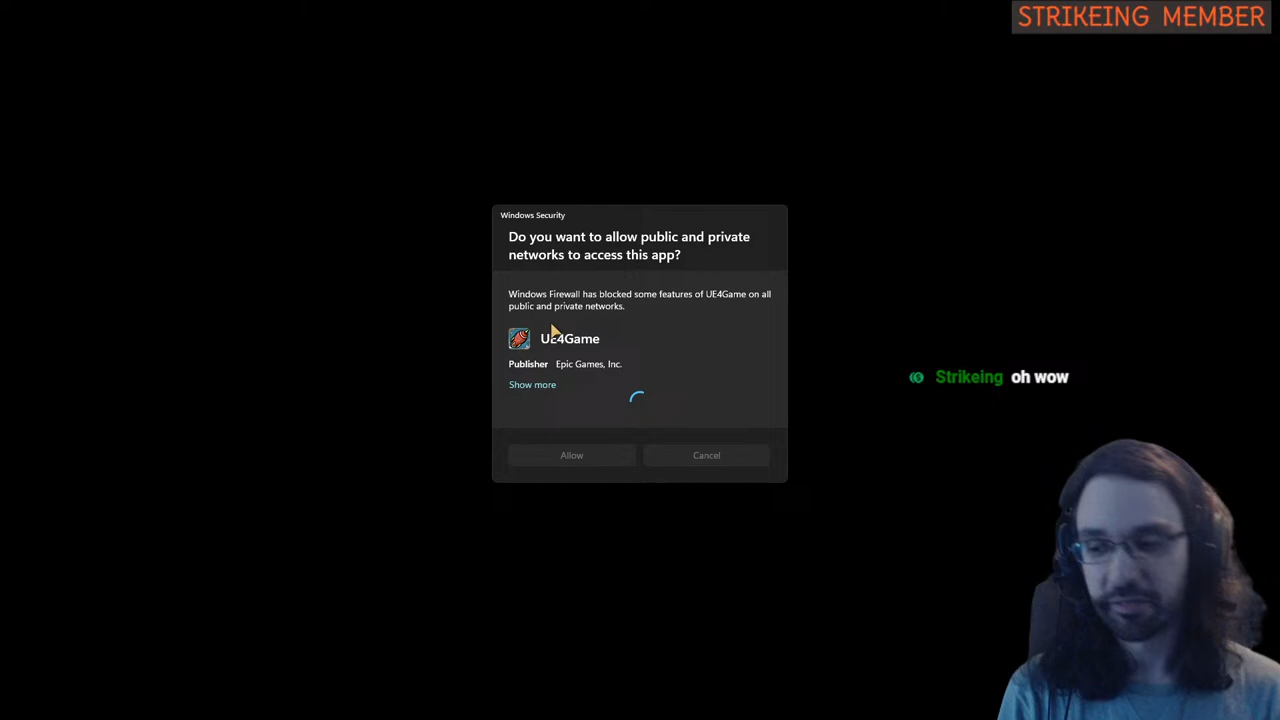 STRIKEING MEMBER
Windows Security
Do you want to allow public and private
networks to access this app?
Windows Firewall has blocked some features of UE4Game on all
public and private networks.
UE4Game
Publisher Epic Games, Inc.
Show more
Strikeing oh wow
Allow Cancel